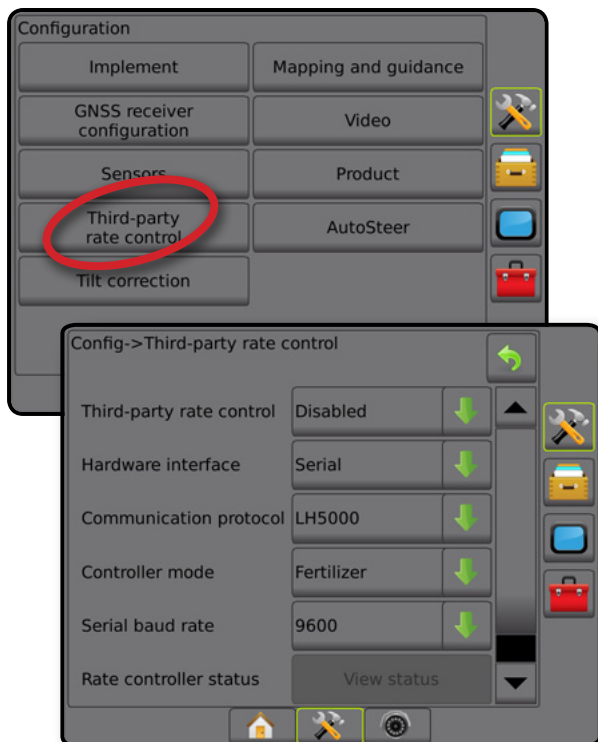 Configuration
Implement
Mapping and guidance
GNSS receiver
configuration
Video
Sensors
Product
Third-party
rate control
AutoSteer
Tilt correction
Config->Third-party rate control
Third-party rate control
Disabled
Hardware interface
Serial
Communication protocol
LH5000
Controller mode
Fertilizer
Serial baud rate
9600
Rate controller status
View status